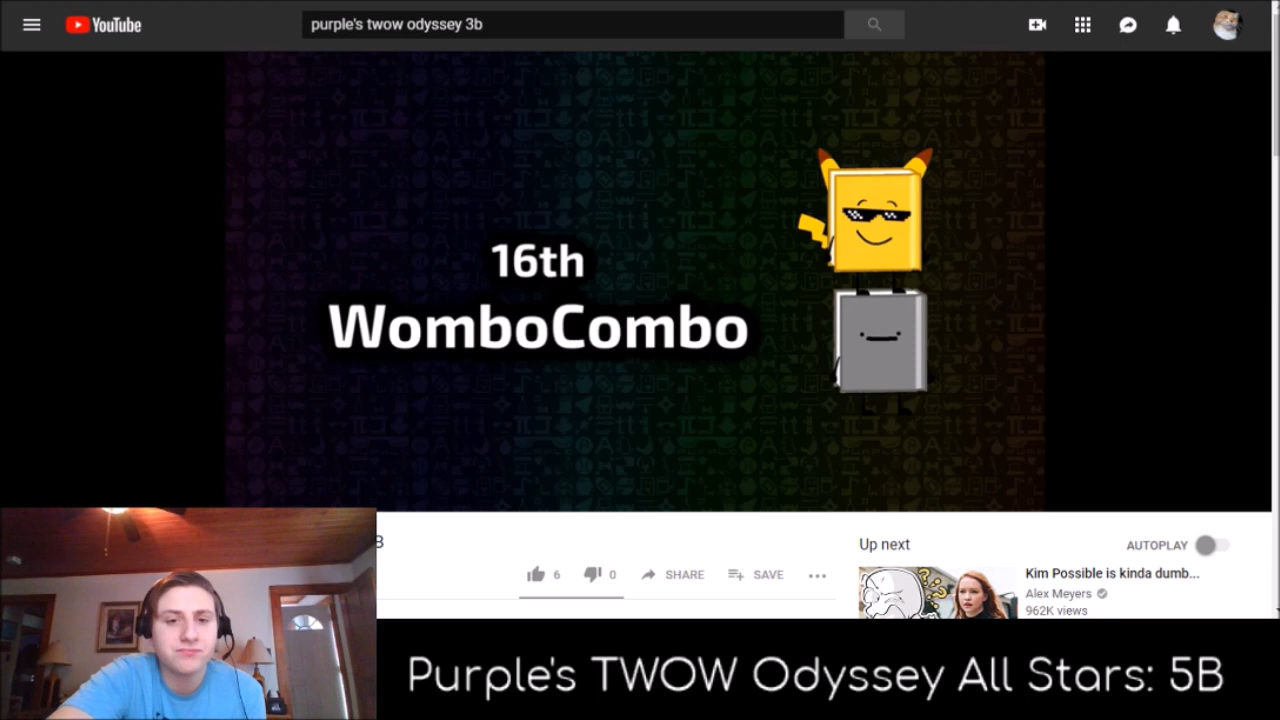 YouTube
purple's twow odyssey 3b
16th
WomboCombo
B
6
0
SHARE
SAVE
Up next
AUTOPLAY
Kim Possible is kinda dumb...
Alex Meyers
962K views
Purple's TWOW Odyssey All Stars: 5B